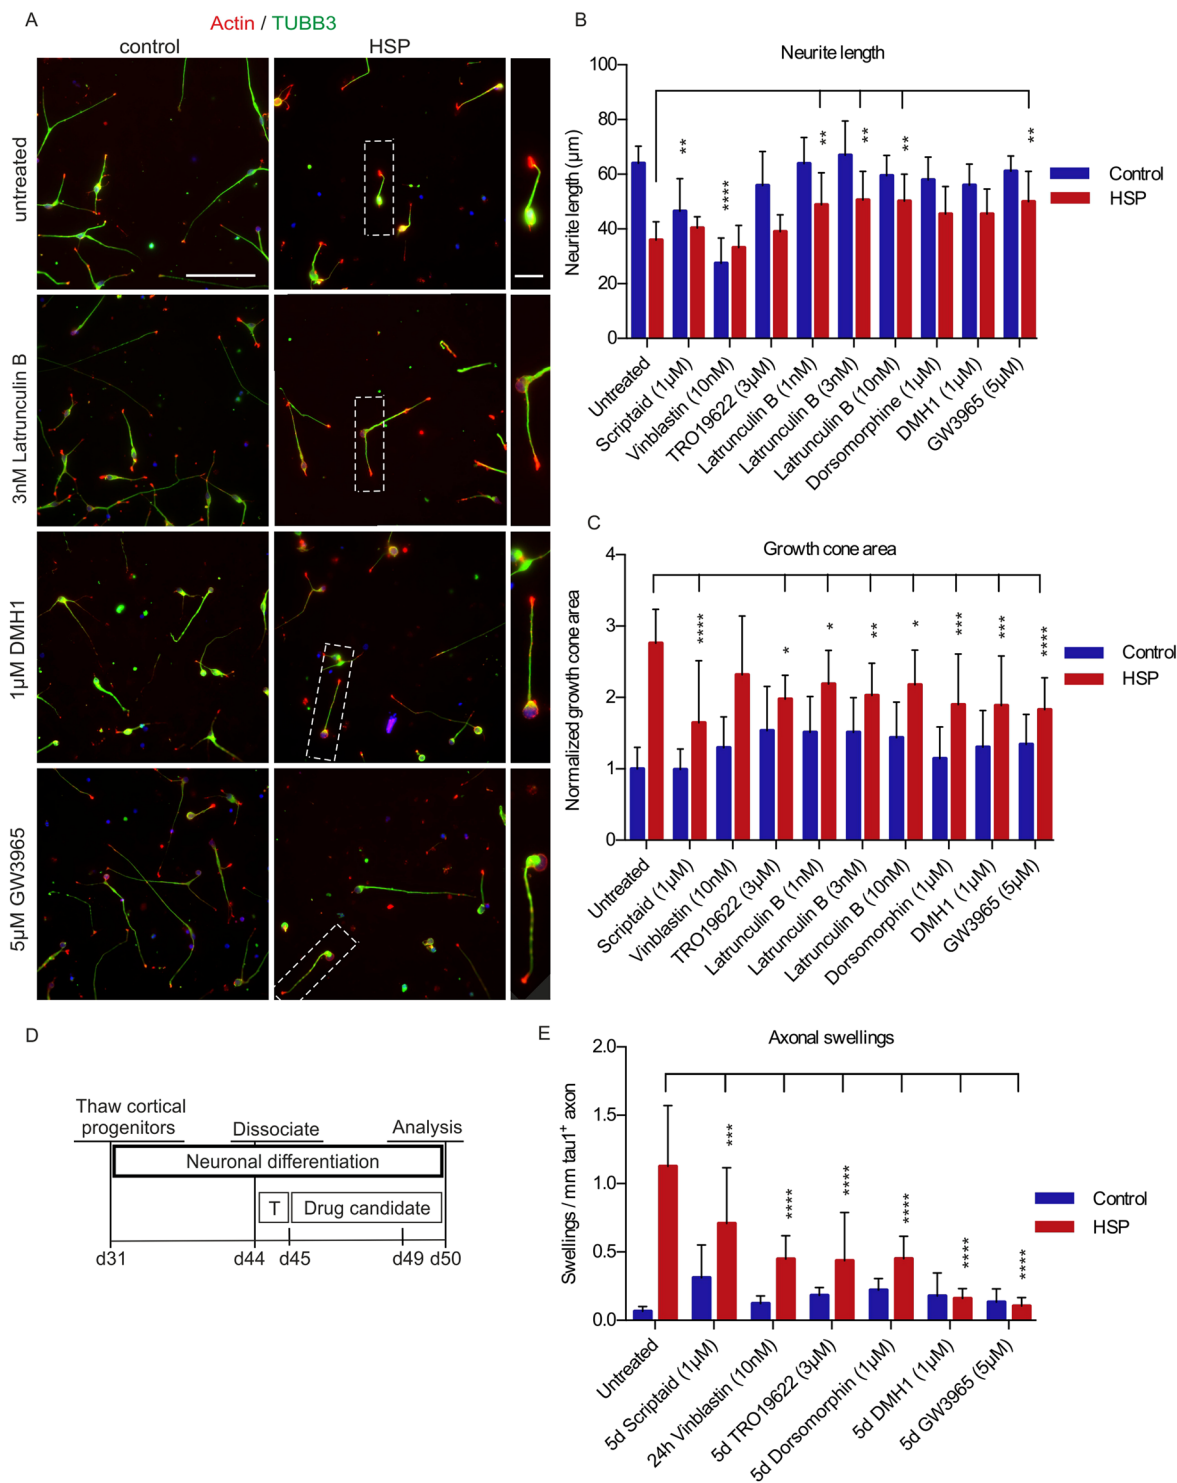 A
Actin / TUBB3
control
HSP
untreated
3nM Latrunculin B
1µM DMH1
5µM GW3965
B
Neurite length
Neurite length (µm)
100
80
60
40
20
0
**
****
**
**
**
**
Control
HSP
Untreated
Scriptaid (1µM)
Vinblastin (10nM)
TRO19622 (3µM)
Latrunculin B (1nM)
Latrunculin B (3nM)
Latrunculin B (10nM)
Dorsomorphine (1µM)
DMH1 (1µM)
GW3965 (5µM)
C
Growth cone area
Normalized growth cone area
4
3
2
1
0
****
*
*
**
*
***
***
****
Control
HSP
Untreated
Scriptaid (1µM)
Vinblastin (10nM)
TRO19622 (3µM)
Latrunculin B (1nM)
Latrunculin B (3nM)
Latrunculin B (10nM)
Dorsomorphin (1µM)
DMH1 (1µM)
GW3965 (5µM)
D
Thaw cortical
progenitors
Dissociate
Analysis
Neuronal differentiation
T
Drug candidate
d31
d44
d45
d49
d50
E
Axonal swellings
Swellings / mm tau1+ axon
2.0
1.5
1.0
0.5
0.0
***
****
****
****
****
****
Control
HSP
Untreated
5d Scriptaid (1µM)
24h Vinblastin (10nM)
5d TRO19622 (3µM)
5d Dorsomorphin (1µM)
5d DMH1 (1µM)
5d GW3965 (5µM)